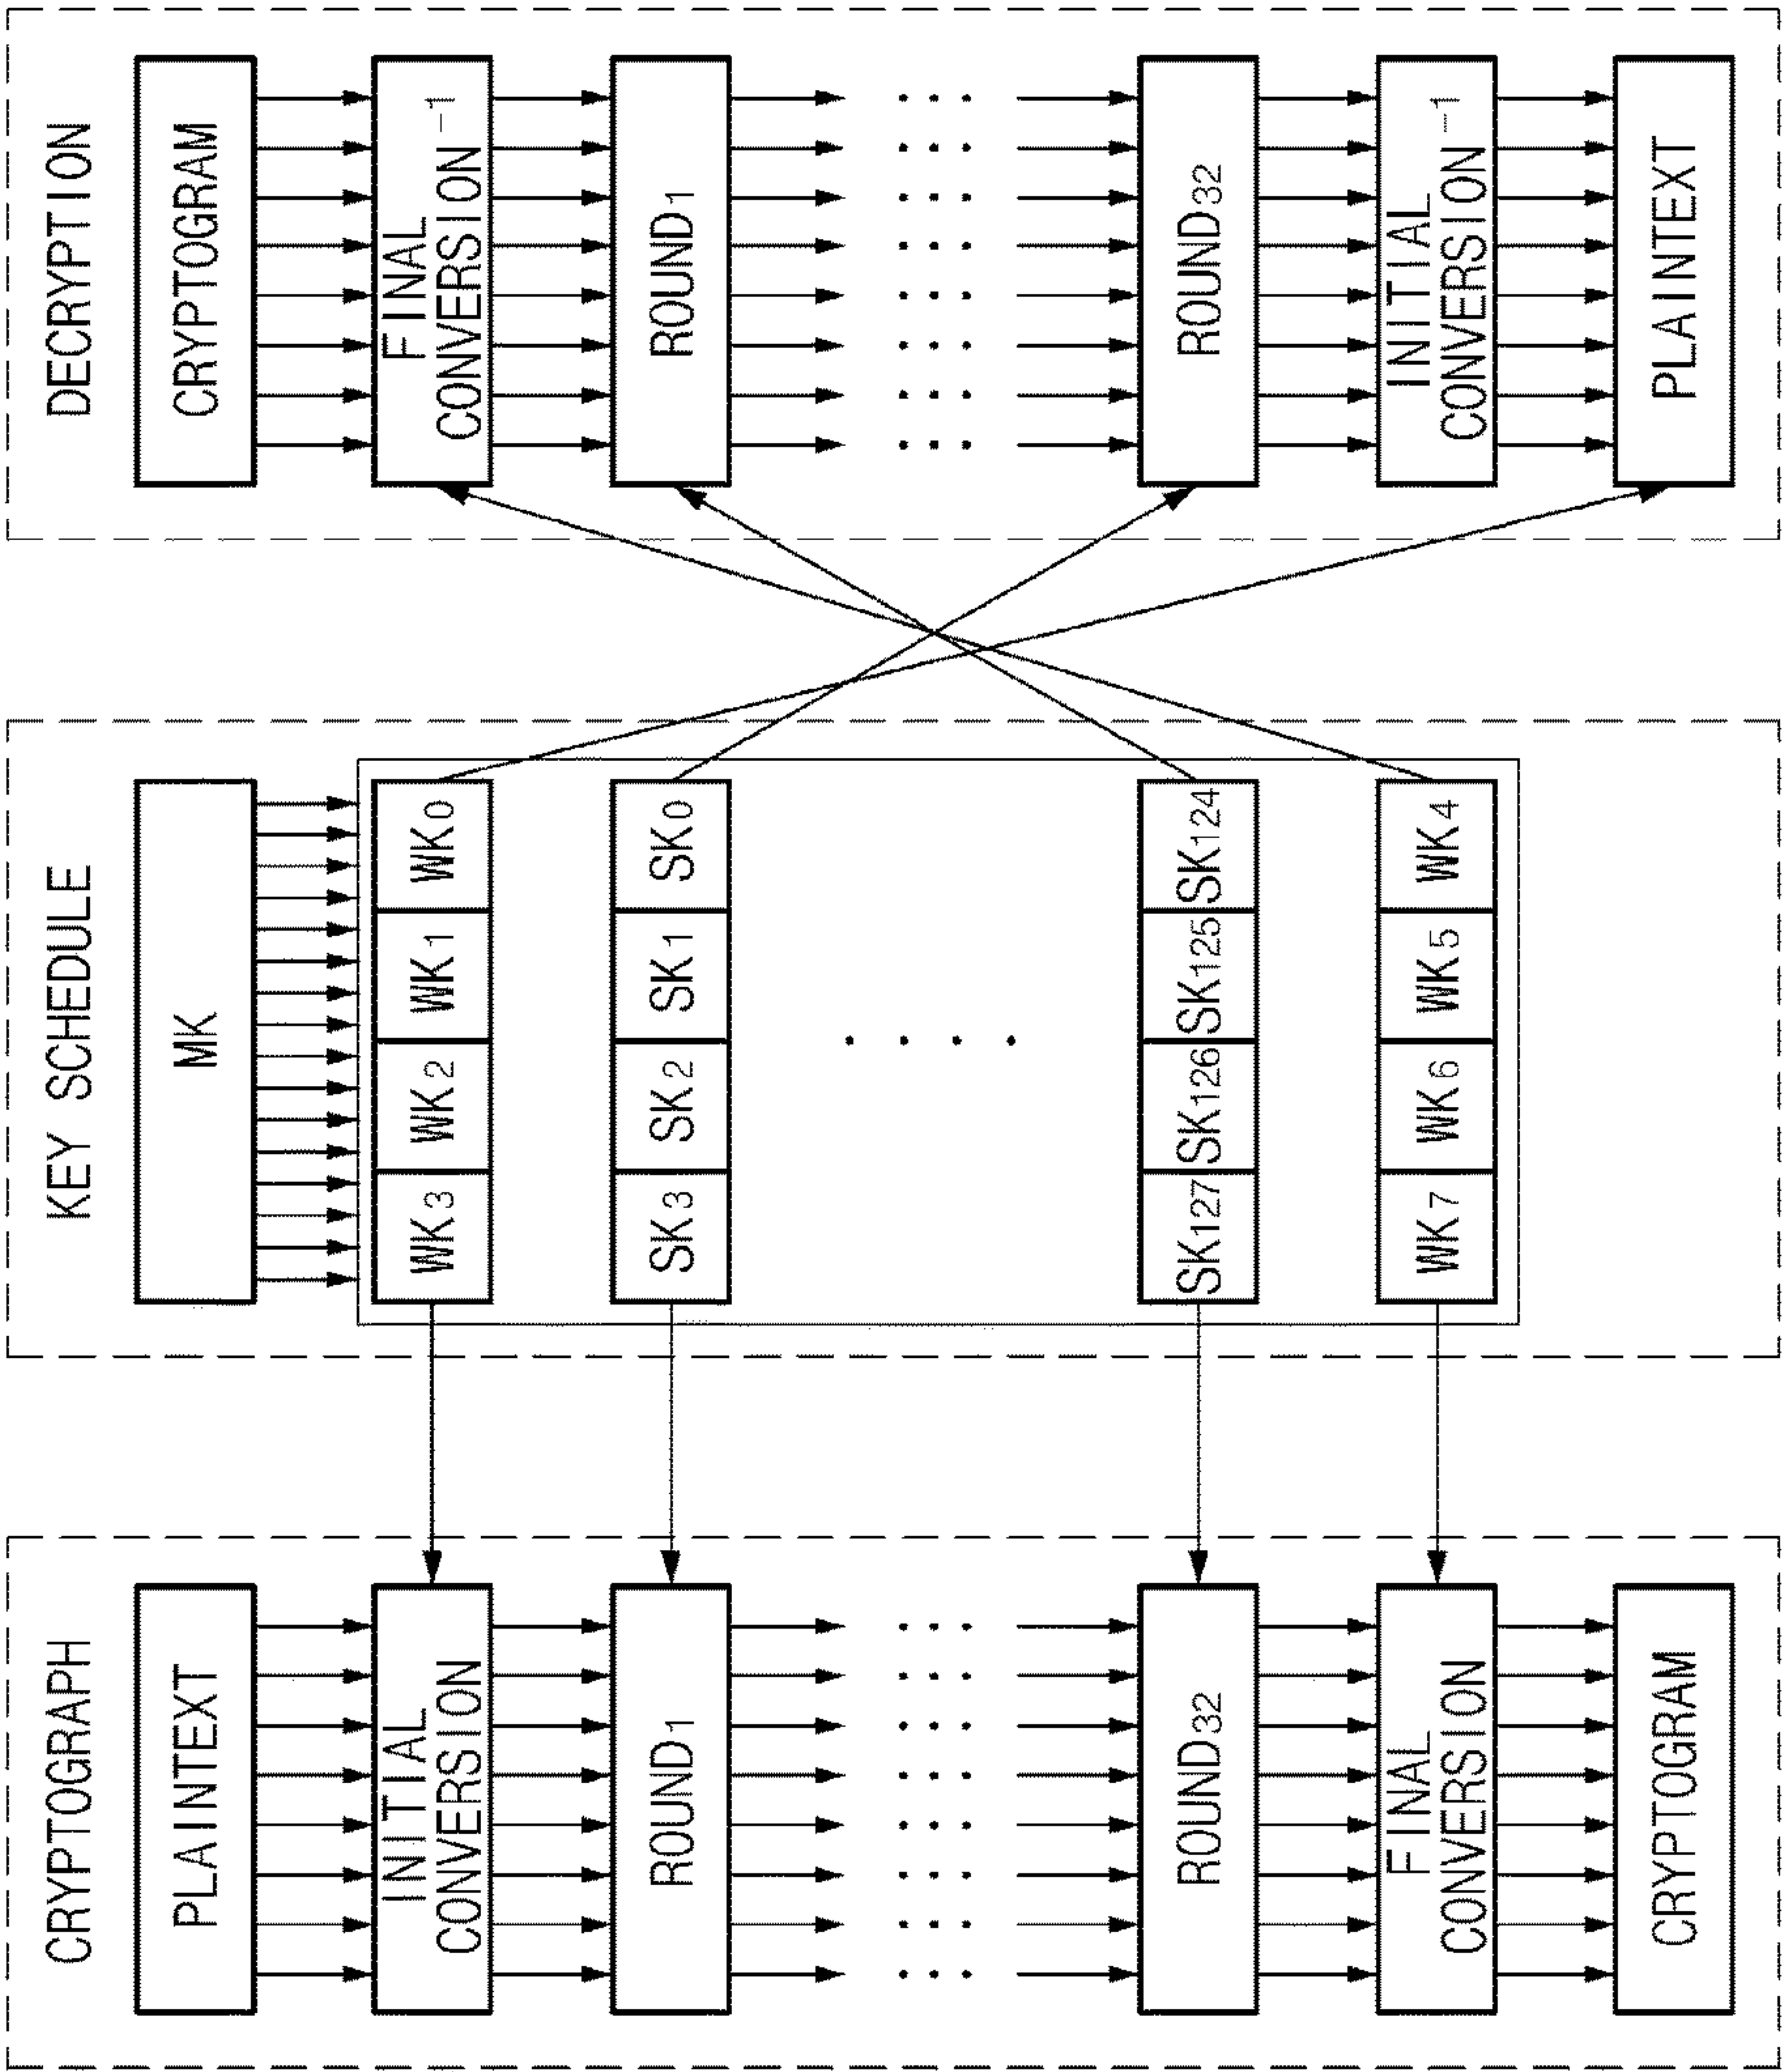 CRYPTOGRAPH
PLAINTEXT
INITIAL
CONVERSION
ROUND1
ROUND32
FINAL
CONVERSION
CRYPTOGRAM
KEY SCHEDULE
MK
WK3 WK2 WK1 WK0
SK3 SK2 SK1 SK0
SK127 SK126 SK125 SK124
WK7 WK6 WK5 WK4
DECRYPTION
CRYPTOGRAM
FINAL
CONVERSION-1
ROUND1
ROUND32
INITIAL
CONVERSION-1
PLAINTEXT